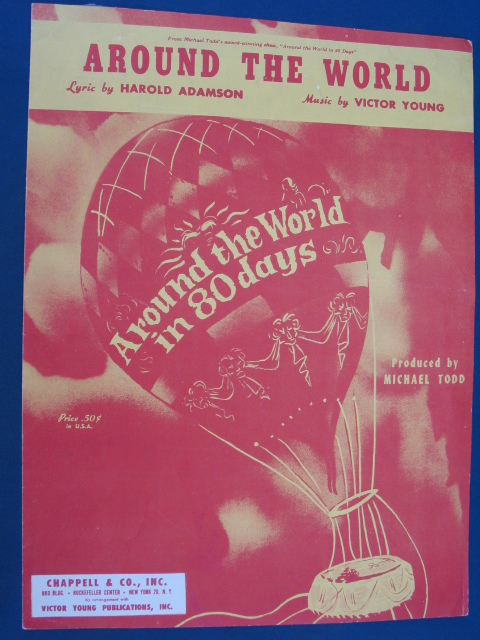 From Michael Todd's award-winning show, "Around the World in 80 Days"
AROUND THE WORLD
Lyric by HAROLD ADAMSON
Music by VICTOR YOUNG
Around the World
in 80 days
Produced by
MICHAEL TODD
Price .50¢
in U.S.A.
CHAPPELL & CO., INC.
RKO BLDG. • ROCKEFELLER CENTER • NEW YORK 20, N. Y.
by arrangement with
VICTOR YOUNG PUBLICATIONS, INC.